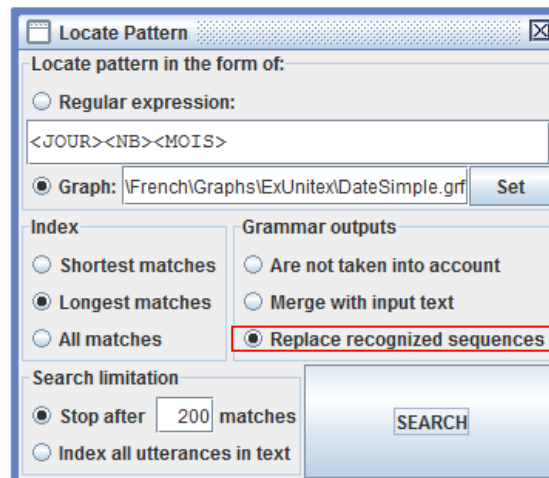 Locate Pattern
Locate pattern in the form of:
Regular expression:
<JOUR><NB><MOIS>
Graph: \French\Graphs\ExUnitex\DateSimple.grf Set
Index
Shortest matches
Longest matches
All matches
Grammar outputs
Are not taken into account
Merge with input text
Replace recognized sequences
Search limitation
Stop after 200 matches
Index all utterances in text
SEARCH